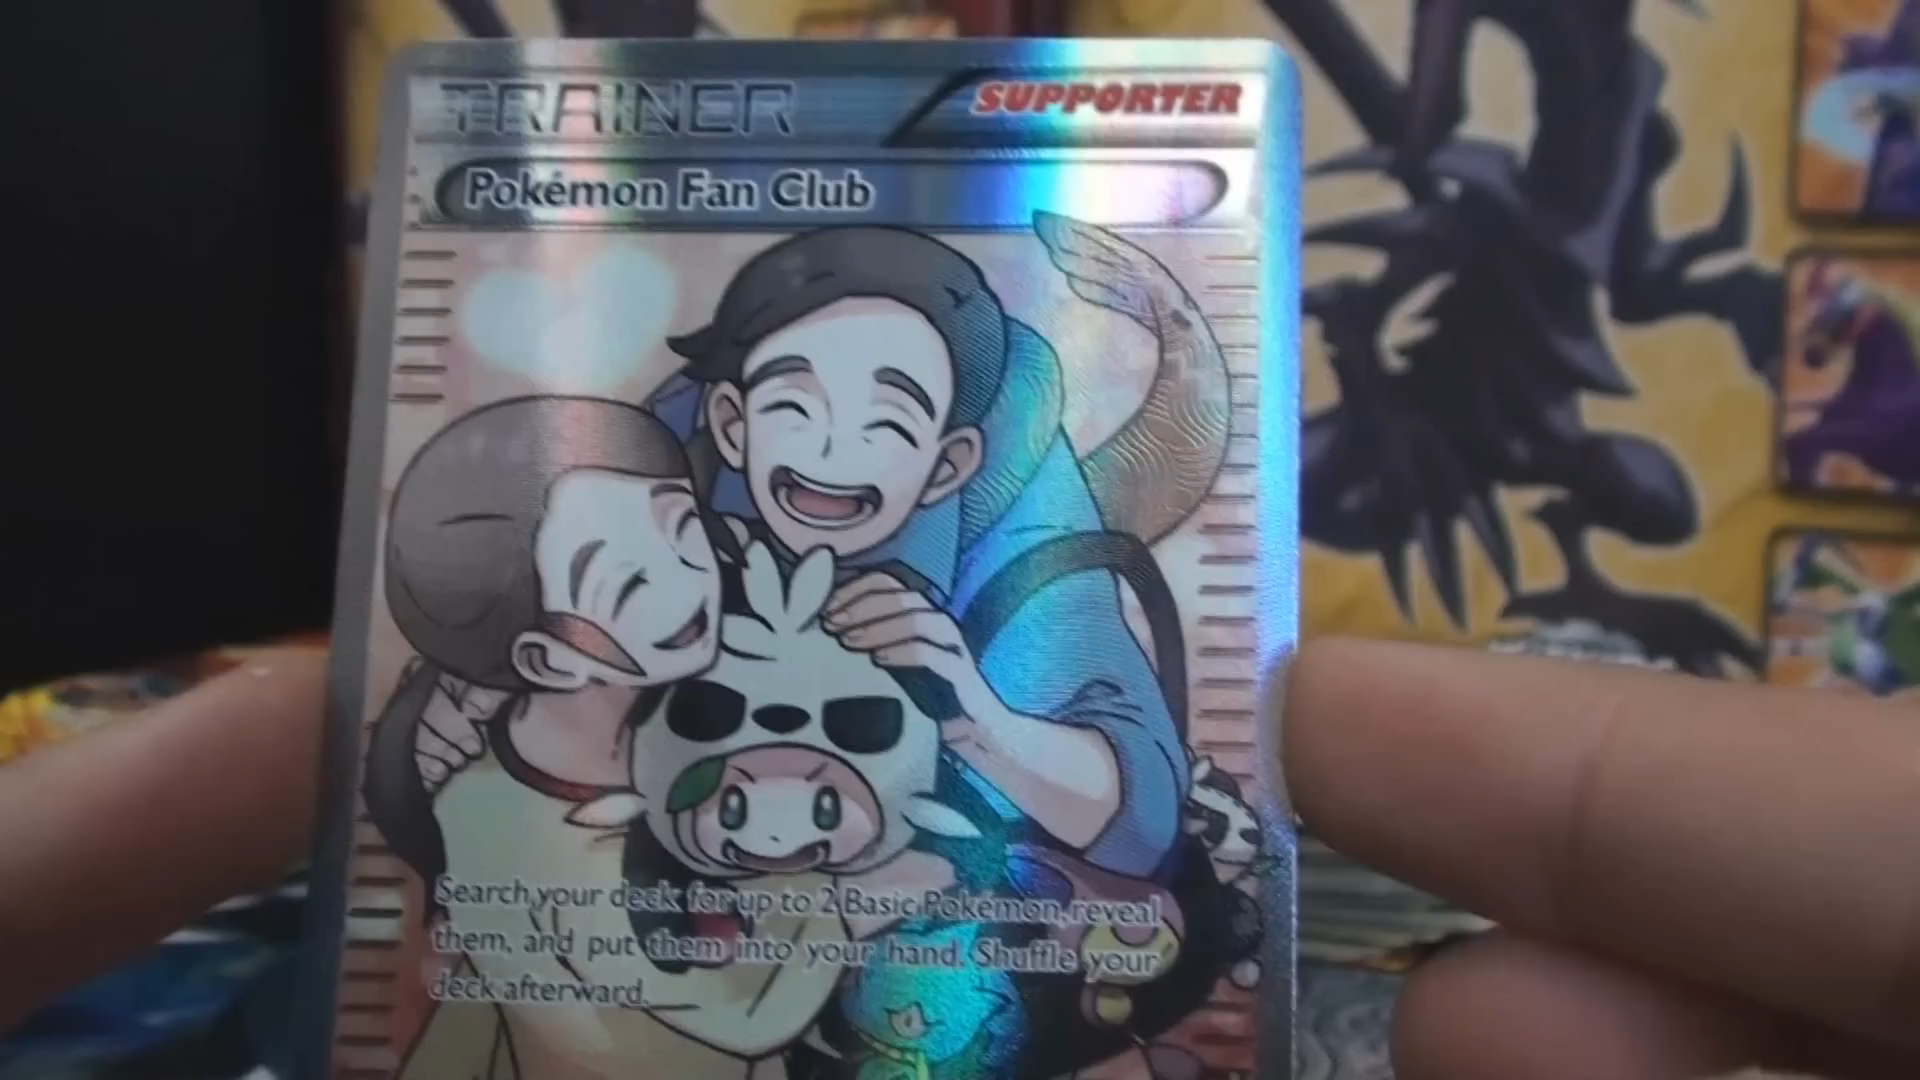 TRAINER
SUPPORTER
Pokémon Fan Club
Search your deck for up to 2 Basic Pokémon, reveal
them, and put them into your hand. Shuffle your
deck afterward.